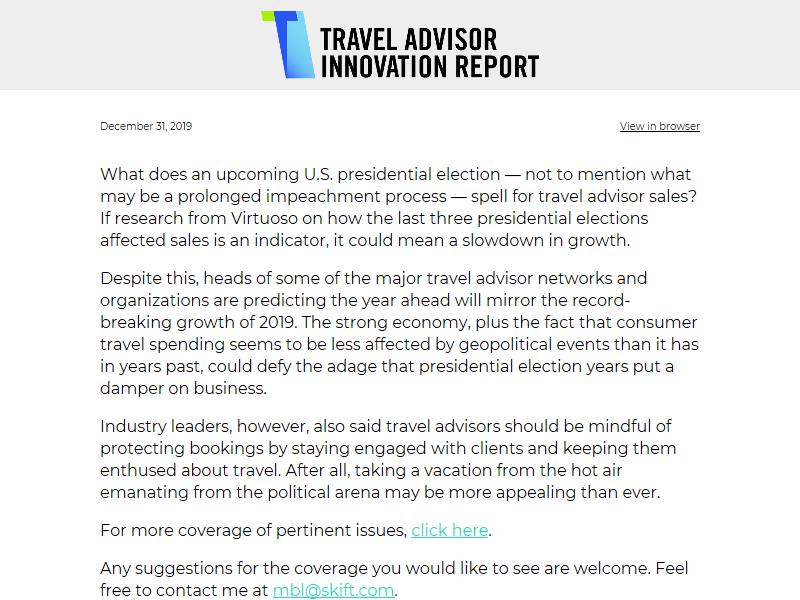 TRAVEL ADVISOR
INNOVATION REPORT
December 31, 2019
View in browser
What does an upcoming U.S. presidential election — not to mention what
may be a prolonged impeachment process — spell for travel advisor sales?
If research from Virtuoso on how the last three presidential elections
affected sales is an indicator, it could mean a slowdown in growth.
Despite this, heads of some of the major travel advisor networks and
organizations are predicting the year ahead will mirror the record-
breaking growth of 2019. The strong economy, plus the fact that consumer
travel spending seems to be less affected by geopolitical events than it has
in years past, could defy the adage that presidential election years put a
damper on business.
Industry leaders, however, also said travel advisors should be mindful of
protecting bookings by staying engaged with clients and keeping them
enthused about travel. After all, taking a vacation from the hot air
emanating from the political arena may be more appealing than ever.
For more coverage of pertinent issues, click here.
Any suggestions for the coverage you would like to see are welcome. Feel
free to contact me at mbl@skift.com.